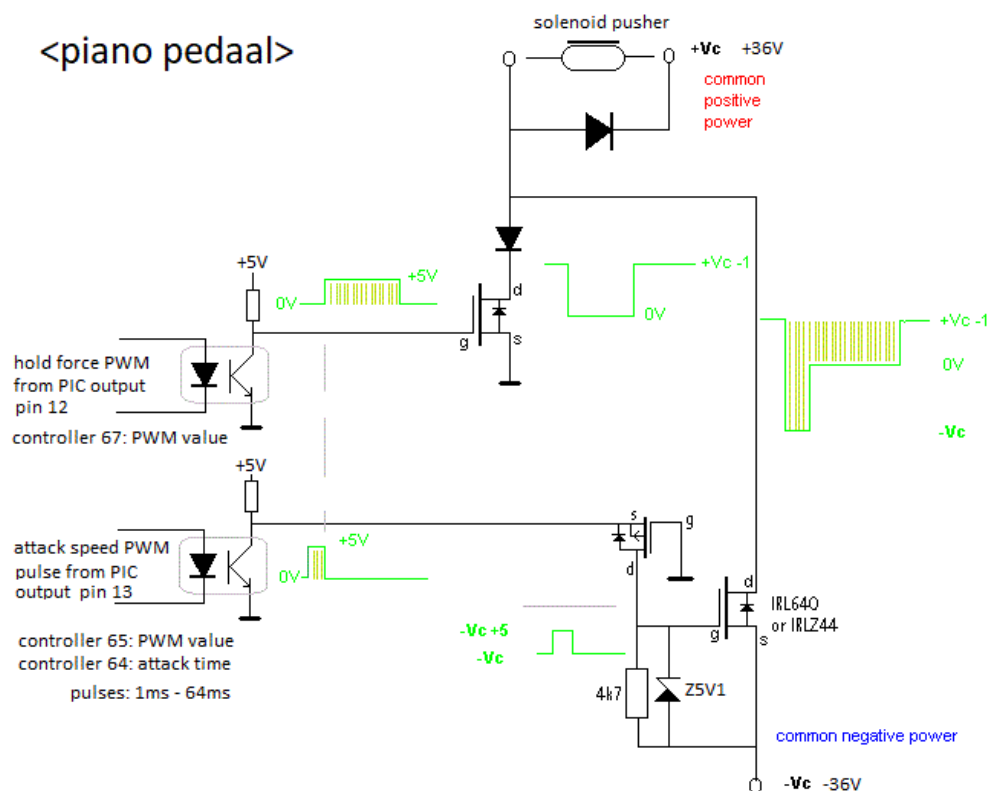 <piano pedaal>
solenoid pusher
+Vc +36V
common
positive
power
+5V
0V
+5V
d
g
s
+Vc -1
0V
+Vc -1
0V
-Vc
hold force PWM
from PIC output
pin 12
controller 67: PWM value
+5V
attack speed PWM
pulse from PIC
output pin 13
0V
+5V
s
g
d
controller 65: PWM value
controller 64: attack time
pulses: 1ms - 64ms
-Vc +5
-Vc
d
g
s
IRL640
or IRLZ44
4k7
Z5V1
common negative power
-Vc -36V